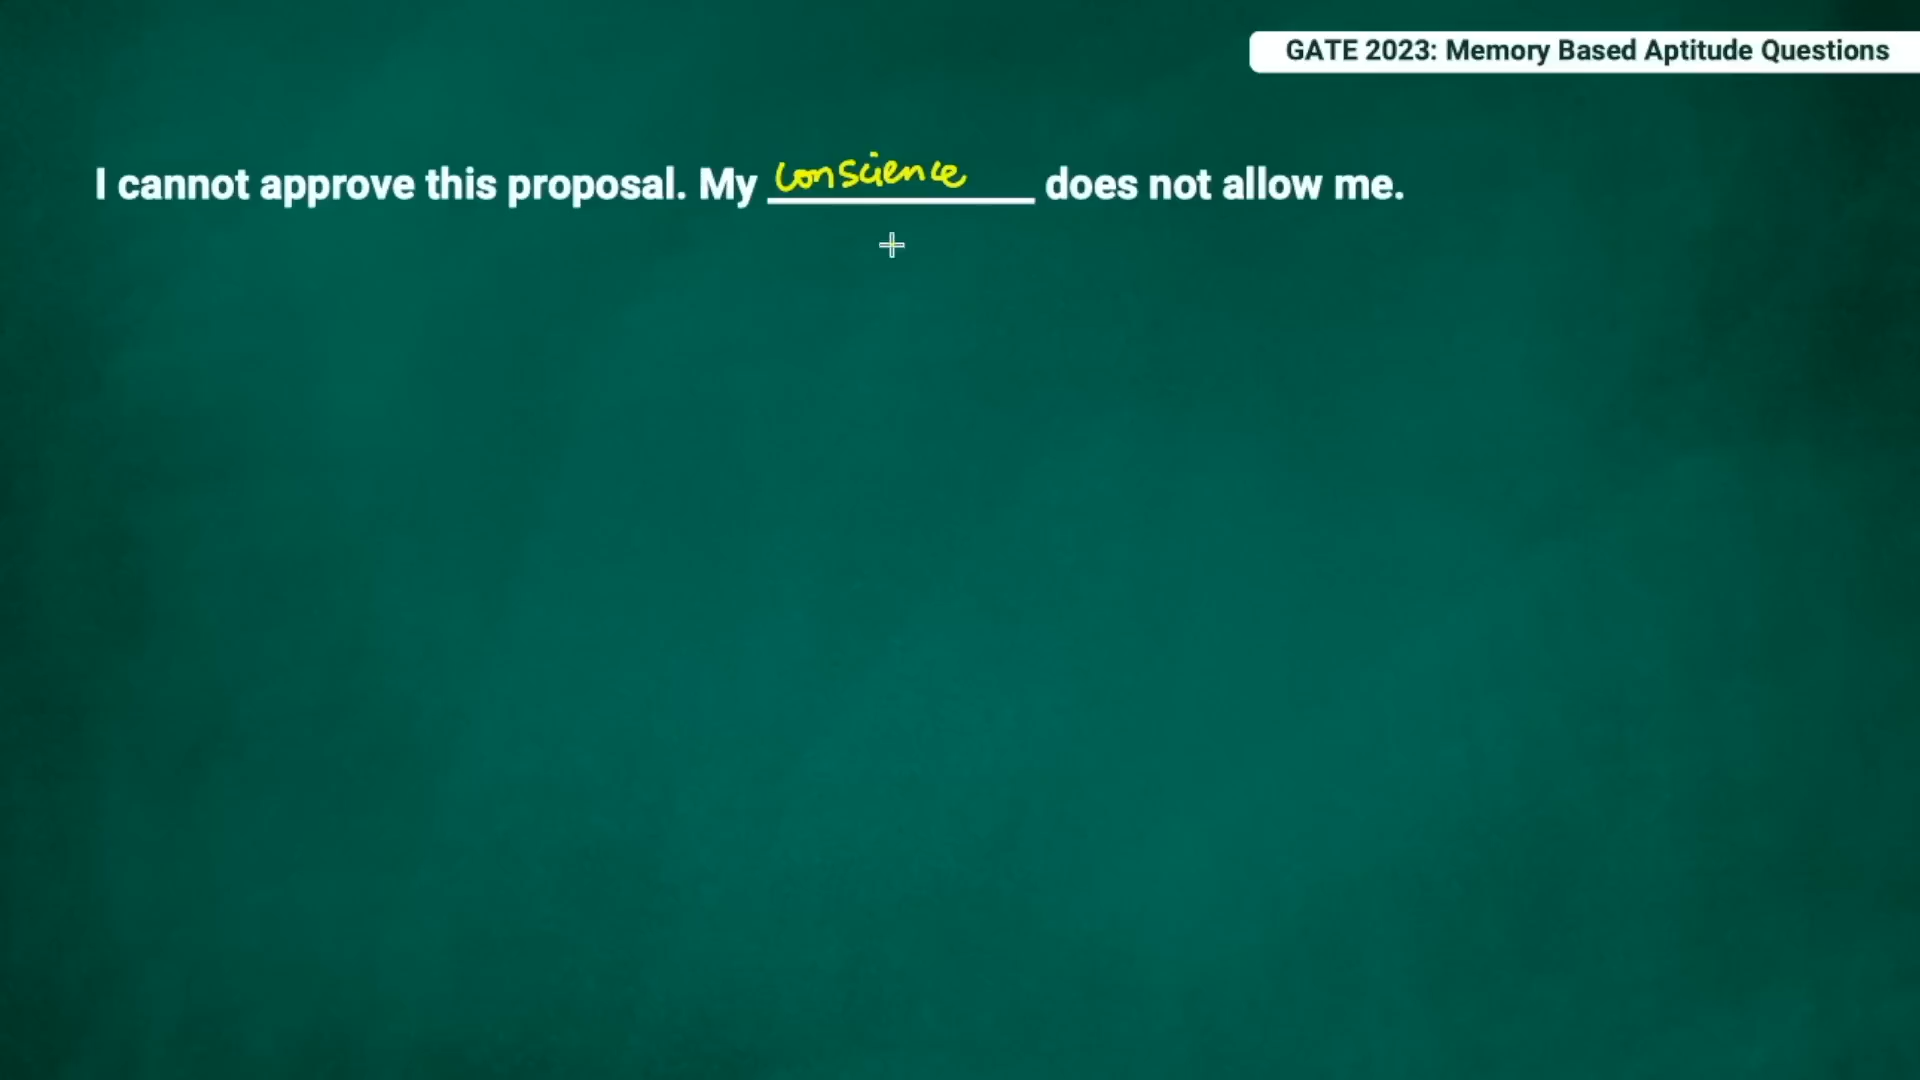 GATE 2023: Memory Based Aptitude Questions
I cannot approve this proposal. My conscience does not allow me.